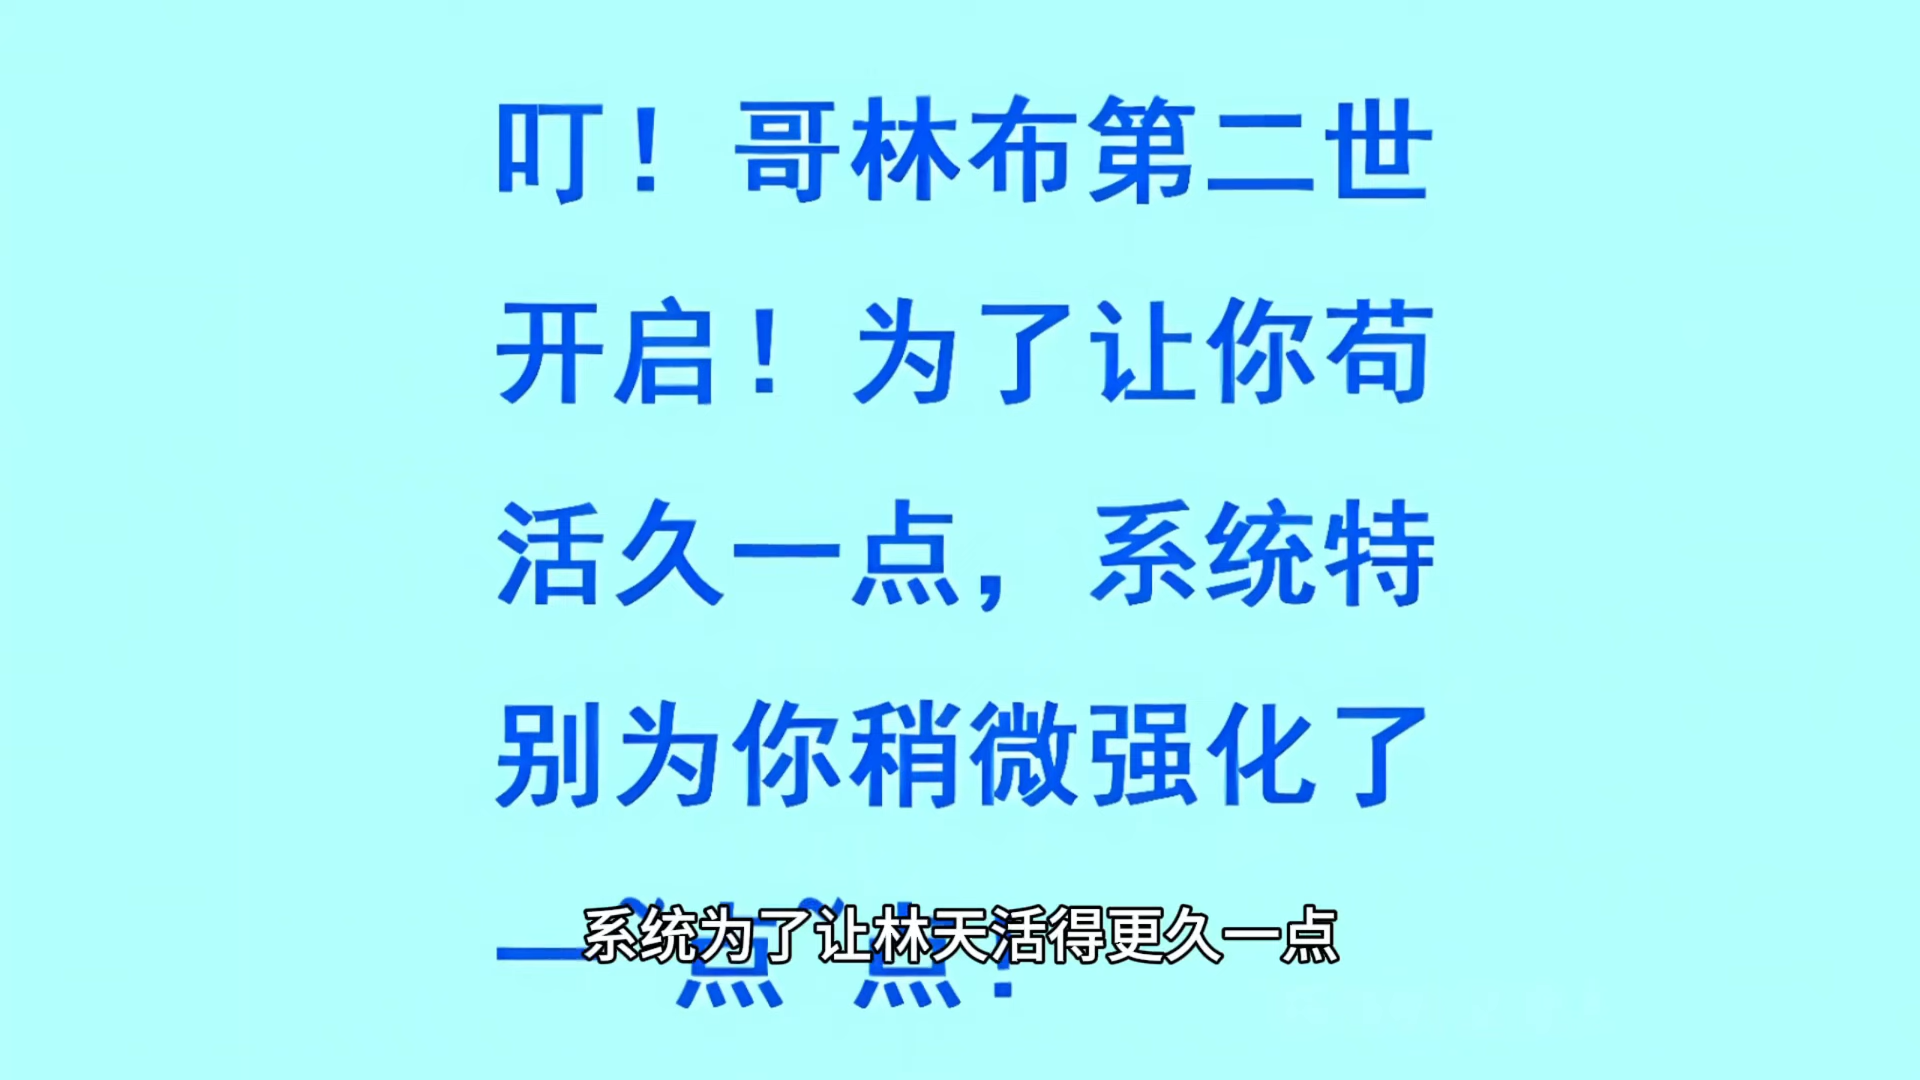 叮！哥林布第二世
开启！为了让你苟
活久一点，系统特
别为你稍微强化了
一~点~点！
系统为了让林天活得更久一点